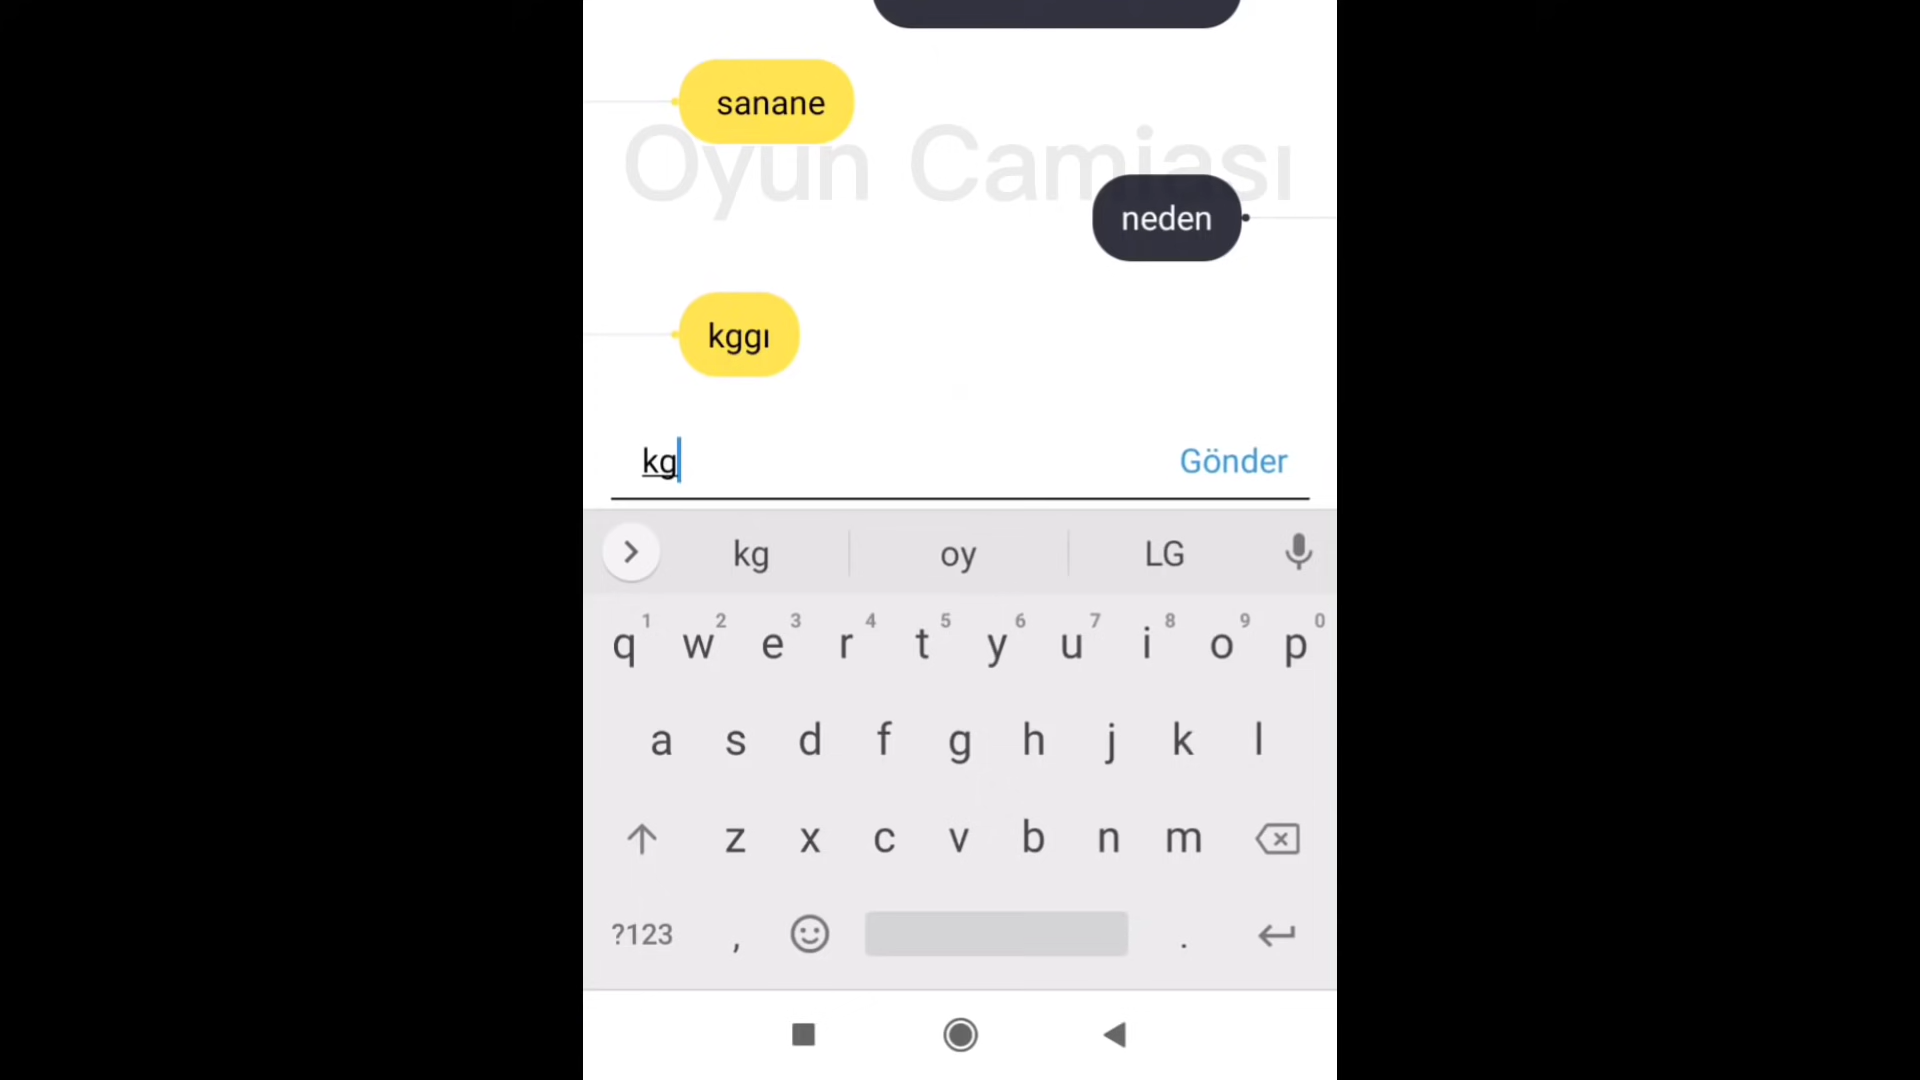 sanane
Oyun Camiası
neden
kggı
kg Gönder
kg oy LG
1 2 3 4 5 6 7 8 9 0
q w e r t y u i o p
a s d f g h j k l
z x c v b n m
?123 , .